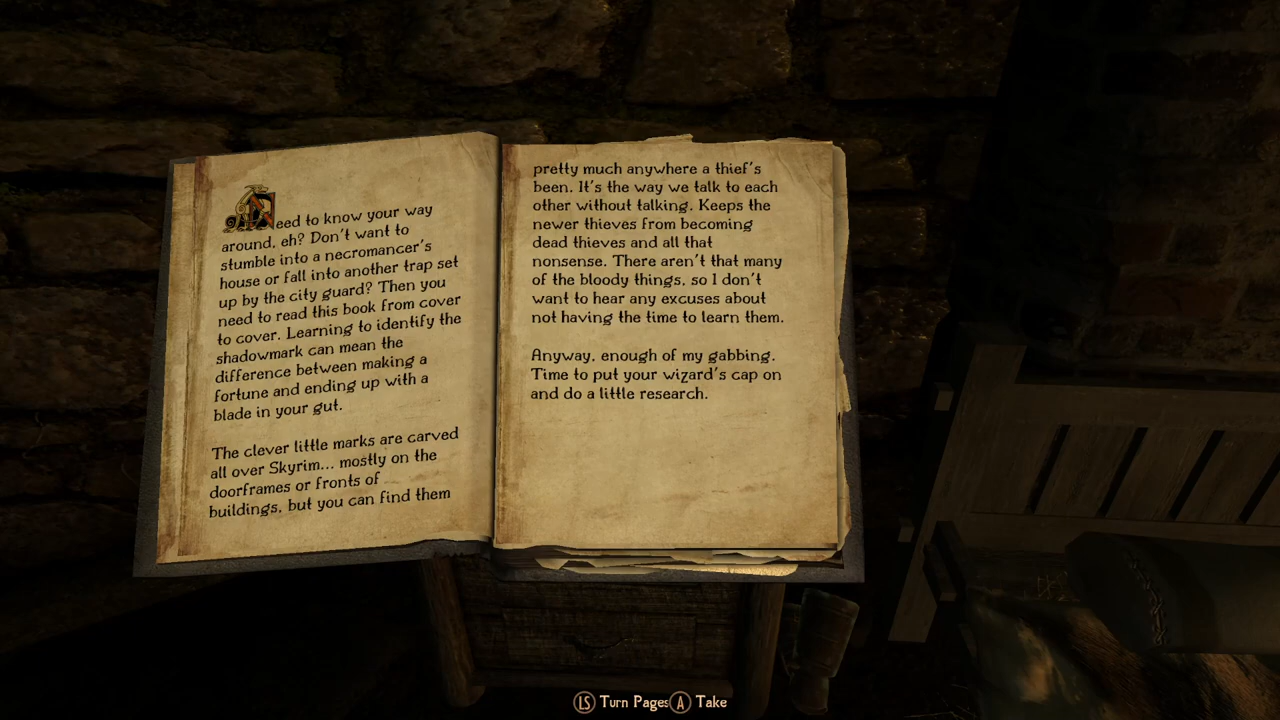 Need to know your way
around, eh? Don't want to
stumble into a necromancer's
house or fall into another trap set
up by the city guard? Then you
need to read this book from cover
to cover. Learning to identify the
shadowmark can mean the
difference between making a
fortune and ending up with a
blade in your gut.
The clever little marks are carved
all over Skyrim... mostly on the
doorframes or fronts of
buildings, but you can find them
pretty much anywhere a thief's
been. It's the way we talk to each
other without talking. Keeps the
newer thieves from becoming
dead thieves and all that
nonsense. There aren't that many
of the bloody things, so I don't
want to hear any excuses about
not having the time to learn them.
Anyway, enough of my gabbing.
Time to put your wizard's cap on
and do a little research.
LS Turn Pages A Take